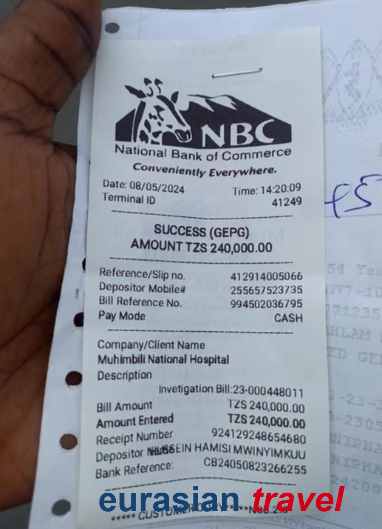 NBC
National Bank of Commerce
Conveniently Everywhere.
Date: 08/05/2024 Time: 14:20:09
Terminal ID 41249
SUCCESS (GEPG)
AMOUNT TZS 240,000.00
Reference/Slip no. 412914005066
Depositor Mobile# 255657523735
Bill Reference No. 994502036795
Pay Mode CASH
Company/Client Name
Muhimbili National Hospital
Description
Invetigation Bill:23-000448011
Bill Amount TZS 240,000.00
Amount Entered TZS 240,000.00
Receipt Number 924129248654680
Depositor HUSSEIN HAMISI MWINYIMKUU
Bank Reference: CB24050823266255
eurasian travel
***** CUSTOMER